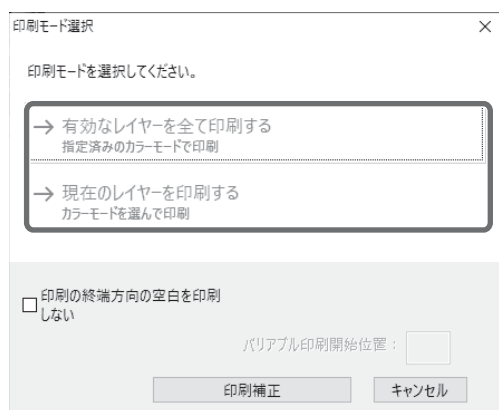 印刷モード選択
印刷モードを選択してください。
有効なレイヤーを全て印刷する
指定済みのカラーモードで印刷
現在のレイヤーを印刷する
カラーモードを選んで印刷
印刷の終端方向の空白を印刷
しない
バリアブル印刷開始位置：
印刷補正
キャンセル